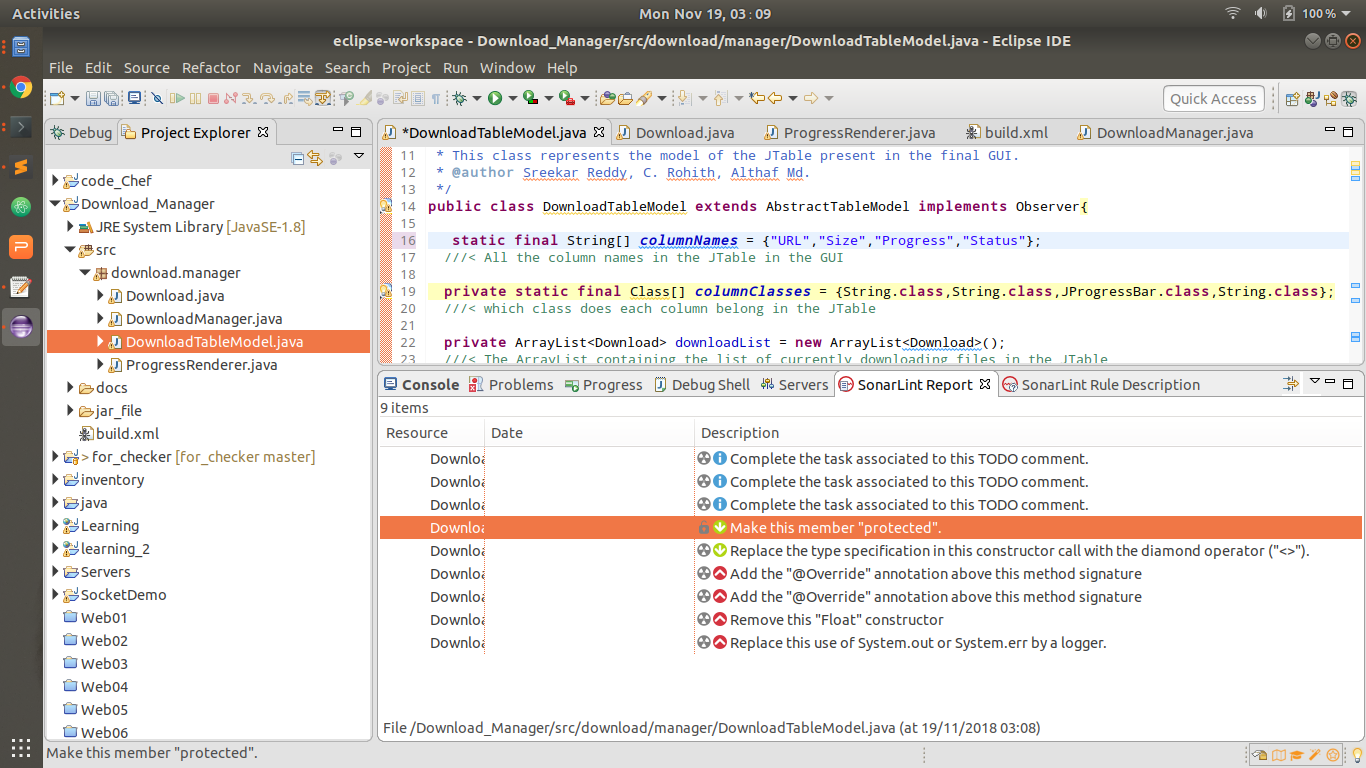 Activities
Mon Nov 19, 03 : 09
100 %
eclipse-workspace - Download_Manager/src/download/manager/DownloadTableModel.java - Eclipse IDE
File Edit Source Refactor Navigate Search Project Run Window Help
Quick Access
Debug Project Explorer
code_Chef
Download_Manager
JRE System Library [JavaSE-1.8]
src
download.manager
Download.java
DownloadManager.java
DownloadTableModel.java
ProgressRenderer.java
docs
jar_file
build.xml
> for_checker [for_checker master]
inventory
java
Learning
learning_2
Servers
SocketDemo
Web01
Web02
Web03
Web04
Web05
Web06
*DownloadTableModel.java Download.java ProgressRenderer.java build.xml DownloadManager.java
11 * This class represents the model of the JTable present in the final GUI.
12 * @author Sreekar Reddy, C. Rohith, Althaf Md.
13 */
14 public class DownloadTableModel extends AbstractTableModel implements Observer{
15
16 static final String[] columnNames = {"URL","Size","Progress","Status"};
17 ///< All the column names in the JTable in the GUI
18
19 private static final Class[] columnClasses = {String.class,String.class,JProgressBar.class,String.class};
20 ///< which class does each column belong in the JTable
21
22 private ArrayList<Download> downloadList = new ArrayList<Download>();
23 ///< The ArrayList containing the list of currently downloading files in the JTable
Console Problems Progress Debug Shell Servers SonarLint Report SonarLint Rule Description
9 items
Resource Date Description
Downloa Complete the task associated to this TODO comment.
Downloa Complete the task associated to this TODO comment.
Downloa Complete the task associated to this TODO comment.
Downloa Make this member "protected".
Downloa Replace the type specification in this constructor call with the diamond operator ("<>").
Downloa Add the "@Override" annotation above this method signature
Downloa Add the "@Override" annotation above this method signature
Downloa Remove this "Float" constructor
Downloa Replace this use of System.out or System.err by a logger.
File /Download_Manager/src/download/manager/DownloadTableModel.java (at 19/11/2018 03:08)
Make this member "protected".